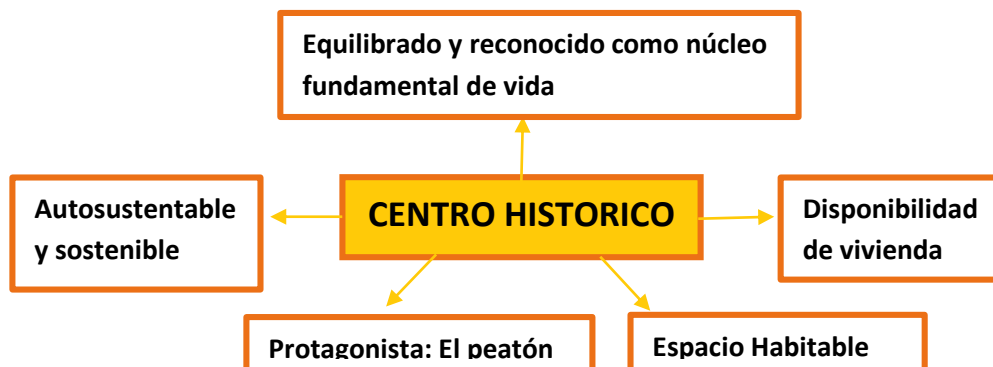 Equilibrado y reconocido como núcleo
fundamental de vida
Autosustentable
y sostenible
CENTRO HISTORICO
Disponibilidad
de vivienda
Protagonista: El peatón
Espacio Habitable